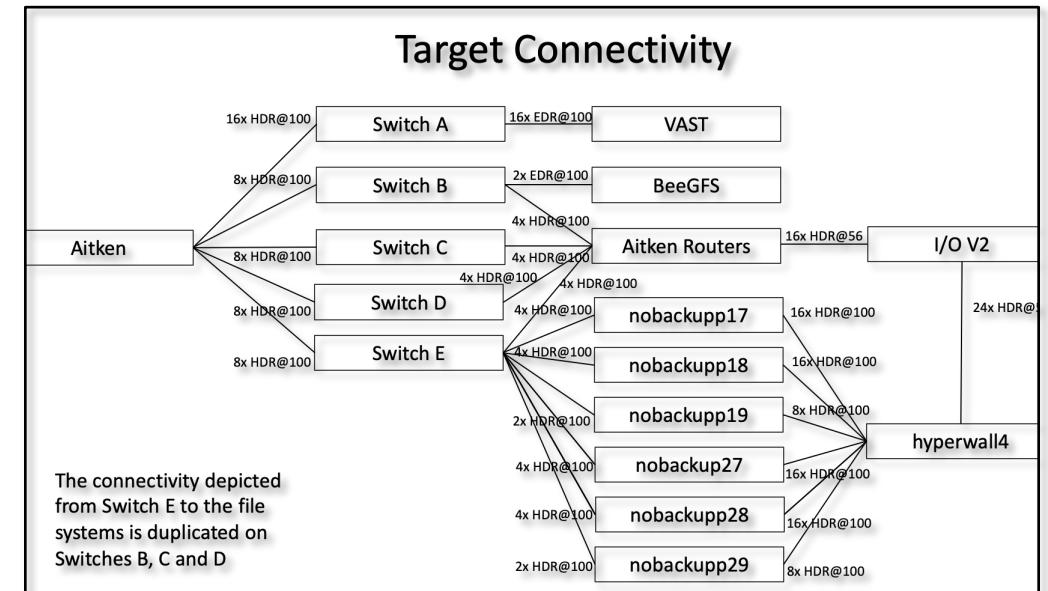 Target Connectivity
16x HDR@100
Switch A
16x EDR@100
VAST
8x HDR@100
Switch B
2x EDR@100
BeeGFS
4x HDR@100
Aitken
8x HDR@100
Switch C
4x HDR@100
Aitken Routers
16x HDR@56
I/O V2
4x HDR@100
4x HDR@100
8x HDR@100
Switch D
4x HDR@100
nobackupp17
16x HDR@100
24x HDR@5
8x HDR@100
Switch E
4x HDR@100
nobackupp18
16x HDR@100
2x HDR@100
nobackupp19
8x HDR@100
hyperwall4
4x HDR@100
nobackup27
16x HDR@100
4x HDR@100
nobackupp28
16x HDR@100
2x HDR@100
nobackupp29
8x HDR@100
The connectivity depicted
from Switch E to the file
systems is duplicated on
Switches B, C and D